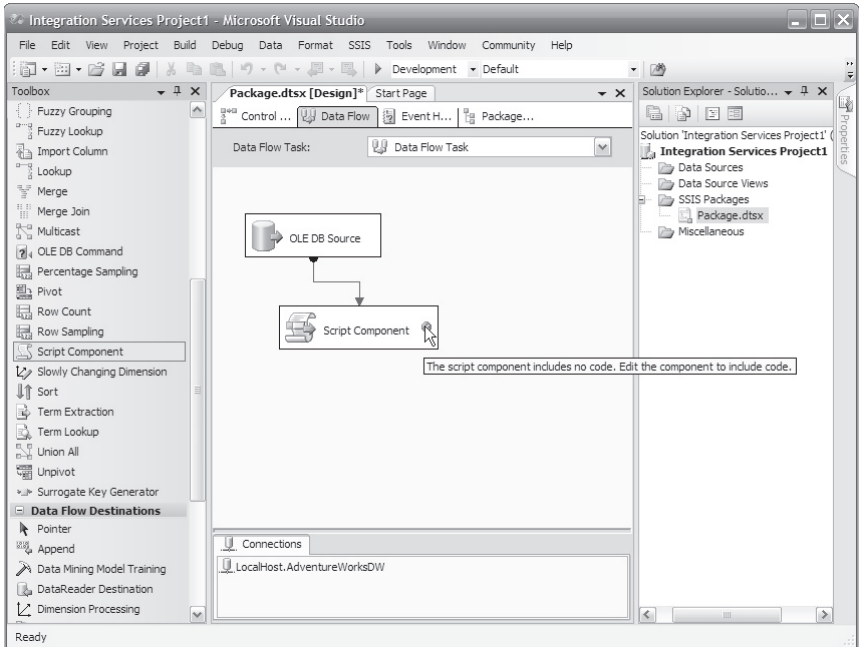 Integration Services Project1 - Microsoft Visual Studio
File Edit View Project Build Debug Data Format SSIS Tools Window Community Help
Development Default
Toolbox
Fuzzy Grouping
Fuzzy Lookup
Import Column
Lookup
Merge
Merge Join
Multicast
OLE DB Command
Percentage Sampling
Pivot
Row Count
Row Sampling
Script Component
Slowly Changing Dimension
Sort
Term Extraction
Term Lookup
Union All
Unpivot
Surrogate Key Generator
Data Flow Destinations
Pointer
Append
Data Mining Model Training
DataReader Destination
Dimension Processing
Package.dtsx [Design]* Start Page
Control ... Data Flow Event H... Package...
Data Flow Task: Data Flow Task
OLE DB Source
Script Component
The script component includes no code. Edit the component to include code.
Connections
LocalHost.AdventureWorksDW
Solution Explorer - Solutio...
Solution 'Integration Services Project1' (
Integration Services Project1
Data Sources
Data Source Views
SSIS Packages
Package.dtsx
Miscellaneous
Properties
Ready